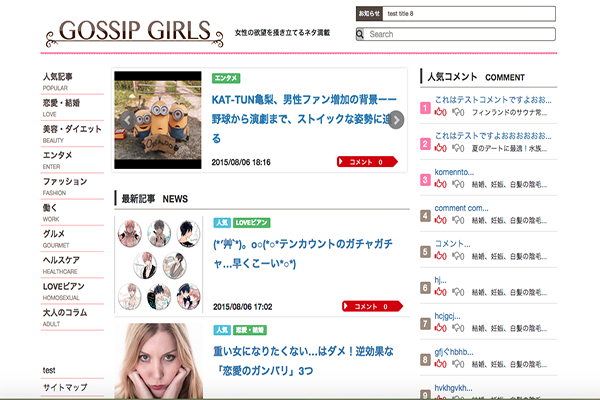 GOSSIP GIRLS
女性の欲望を掻き立てるネタ満載
お知らせ
test title 8
Search
人気記事
POPULAR
恋愛・結婚
LOVE
美容・ダイエット
BEAUTY
エンタメ
ENTER
ファッション
FASHION
働く
WORK
グルメ
GOURMET
ヘルスケア
HEALTHCARE
LOVEビアン
HOMOSEXUAL
大人のコラム
ADULT
test
サイトマップ
エンタメ
KAT-TUN亀梨、男性ファン増加の背景ーー
野球から演劇まで、ストイックな姿勢に迫
る
2015/08/06 18:16
コメント 0
最新記事 NEWS
人気 LOVEビアン
(*‘艸`*)。o○(*○*テンカウントのガチャガチ
ャ…早くこーい*○*)
2015/08/06 17:02
コメント 0
人気 恋愛・結婚
重い女になりたくない…はダメ！逆効果な
「恋愛のガンバリ」3つ
人気コメント COMMENT
1 これはテストコメントですよおお...
0 0 フィンランドのサウナ常...
2 これはテストですよおおおおおお...
0 0 夏のデートに最適！水族...
3 komennto...
0 0 結婚、妊娠、白髪の陰毛...
4 comment com...
0 0 結婚、妊娠、白髪の陰毛...
5 コメント...
0 0 結婚、妊娠、白髪の陰毛...
6 hj...
0 0 結婚、妊娠、白髪の陰毛...
7 hcjgcj...
0 0 結婚、妊娠、白髪の陰毛...
8 gfjぐhbhb...
0 0 結婚、妊娠、白髪の陰毛...
9 hvkhgvkh...
0 0 結婚、妊娠、白髪の陰毛...